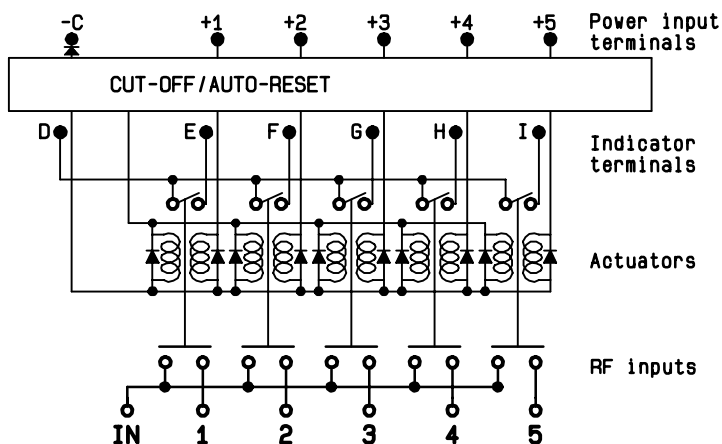 -C +1 +2 +3 +4 +5 Power input
terminals
CUT-OFF/AUTO-RESET
D E F G H I Indicator
terminals
Actuators
RF inputs
IN 1 2 3 4 5